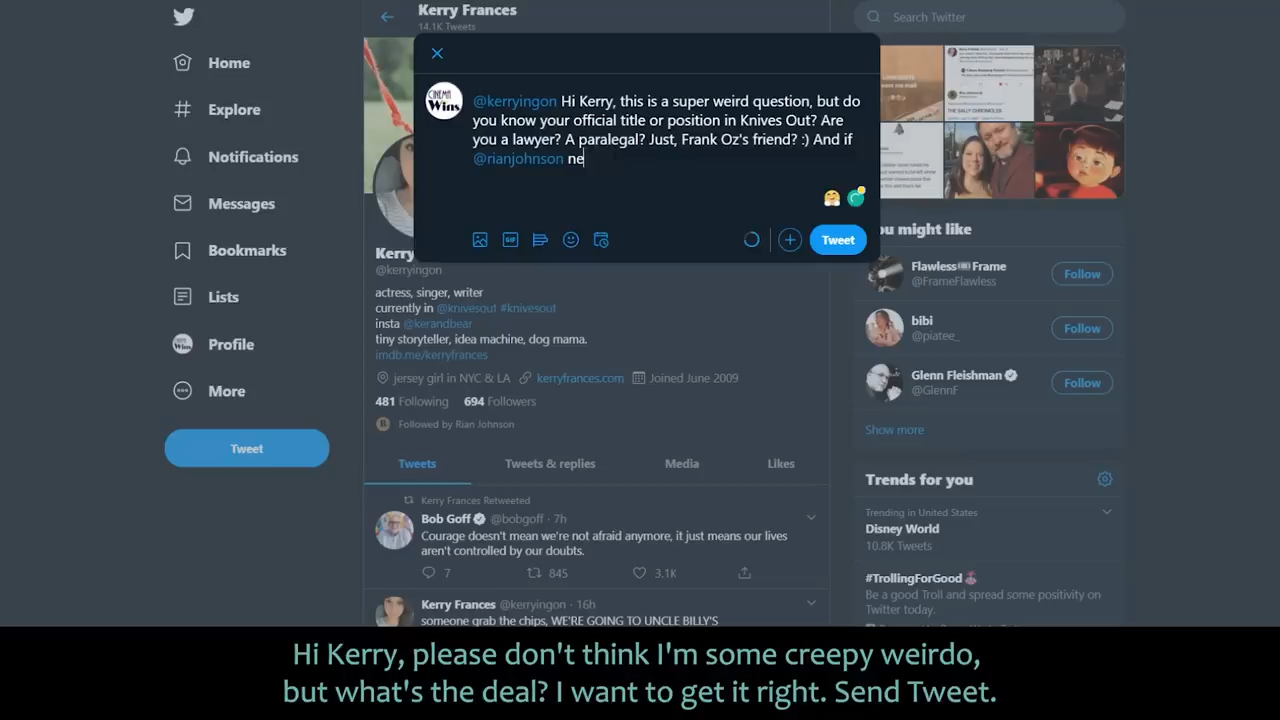 Kerry Frances
14.1K Tweets
Search Twitter
Home
Explore
Notifications
Messages
Bookmarks
Lists
Profile
More
Tweet
CINEMA
Wins
@kerryingon Hi Kerry, this is a super weird question, but do
you know your official title or position in Knives Out? Are
you a lawyer? A paralegal? Just, Frank Oz's friend? :) And if
@rianjohnson ne
GIF
Tweet
Kerry
@kerryingon
actress, singer, writer
currently in @knivesout #knivesout
insta @kerandbear
tiny storyteller, idea machine, dog mama.
imdb.me/kerryfrances
jersey girl in NYC & LA kerryfrances.com Joined June 2009
481 Following 694 Followers
Followed by Rian Johnson
Tweets Tweets & replies Media Likes
Kerry Frances Retweeted
Bob Goff @bobgoff · 7h
Courage doesn't mean we're not afraid anymore, it just means our lives
aren't controlled by our doubts.
7 845 3.1K
Kerry Frances @kerryingon · 16h
someone grab the chips, WE'RE GOING TO UNCLE BILLY'S
THE SALLY CHRONICLES
ou might like
Flawless Frame
@FrameFlawless
Follow
bibi
@piatee_
Follow
Glenn Fleishman
@GlennF
Follow
Show more
Trends for you
Trending in United States
Disney World
10.8K Tweets
#TrollingForGood
Be a good Troll and spread some positivity on
Twitter today.
Hi Kerry, please don't think I'm some creepy weirdo,
but what's the deal? I want to get it right. Send Tweet.